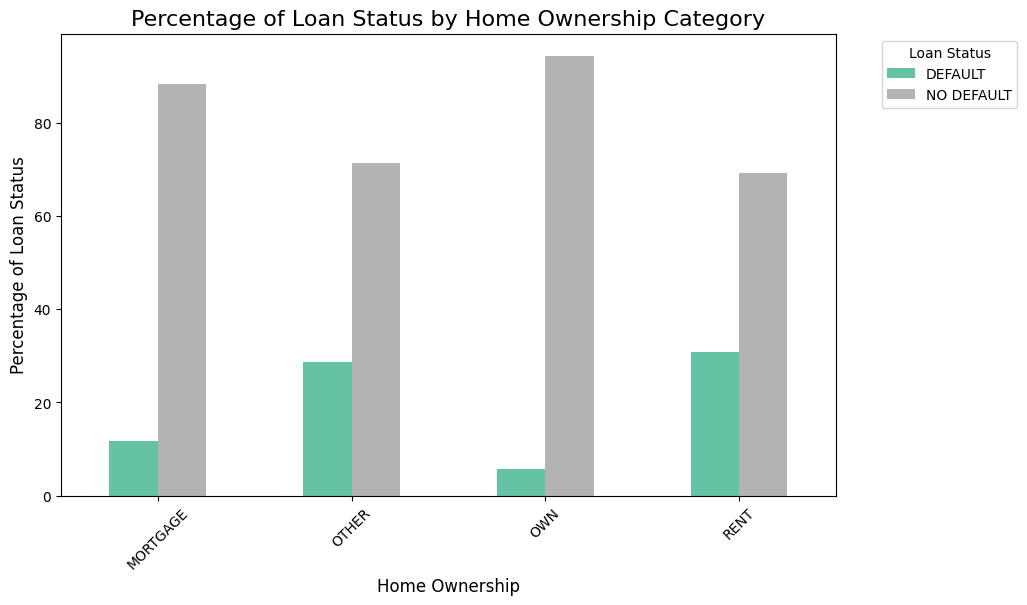 Percentage of Loan Status by Home Ownership Category
Loan Status
DEFAULT
NO DEFAULT
Percentage of Loan Status
80
60
40
20
0
MORTGAGE
OTHER
OWN
RENT
Home Ownership